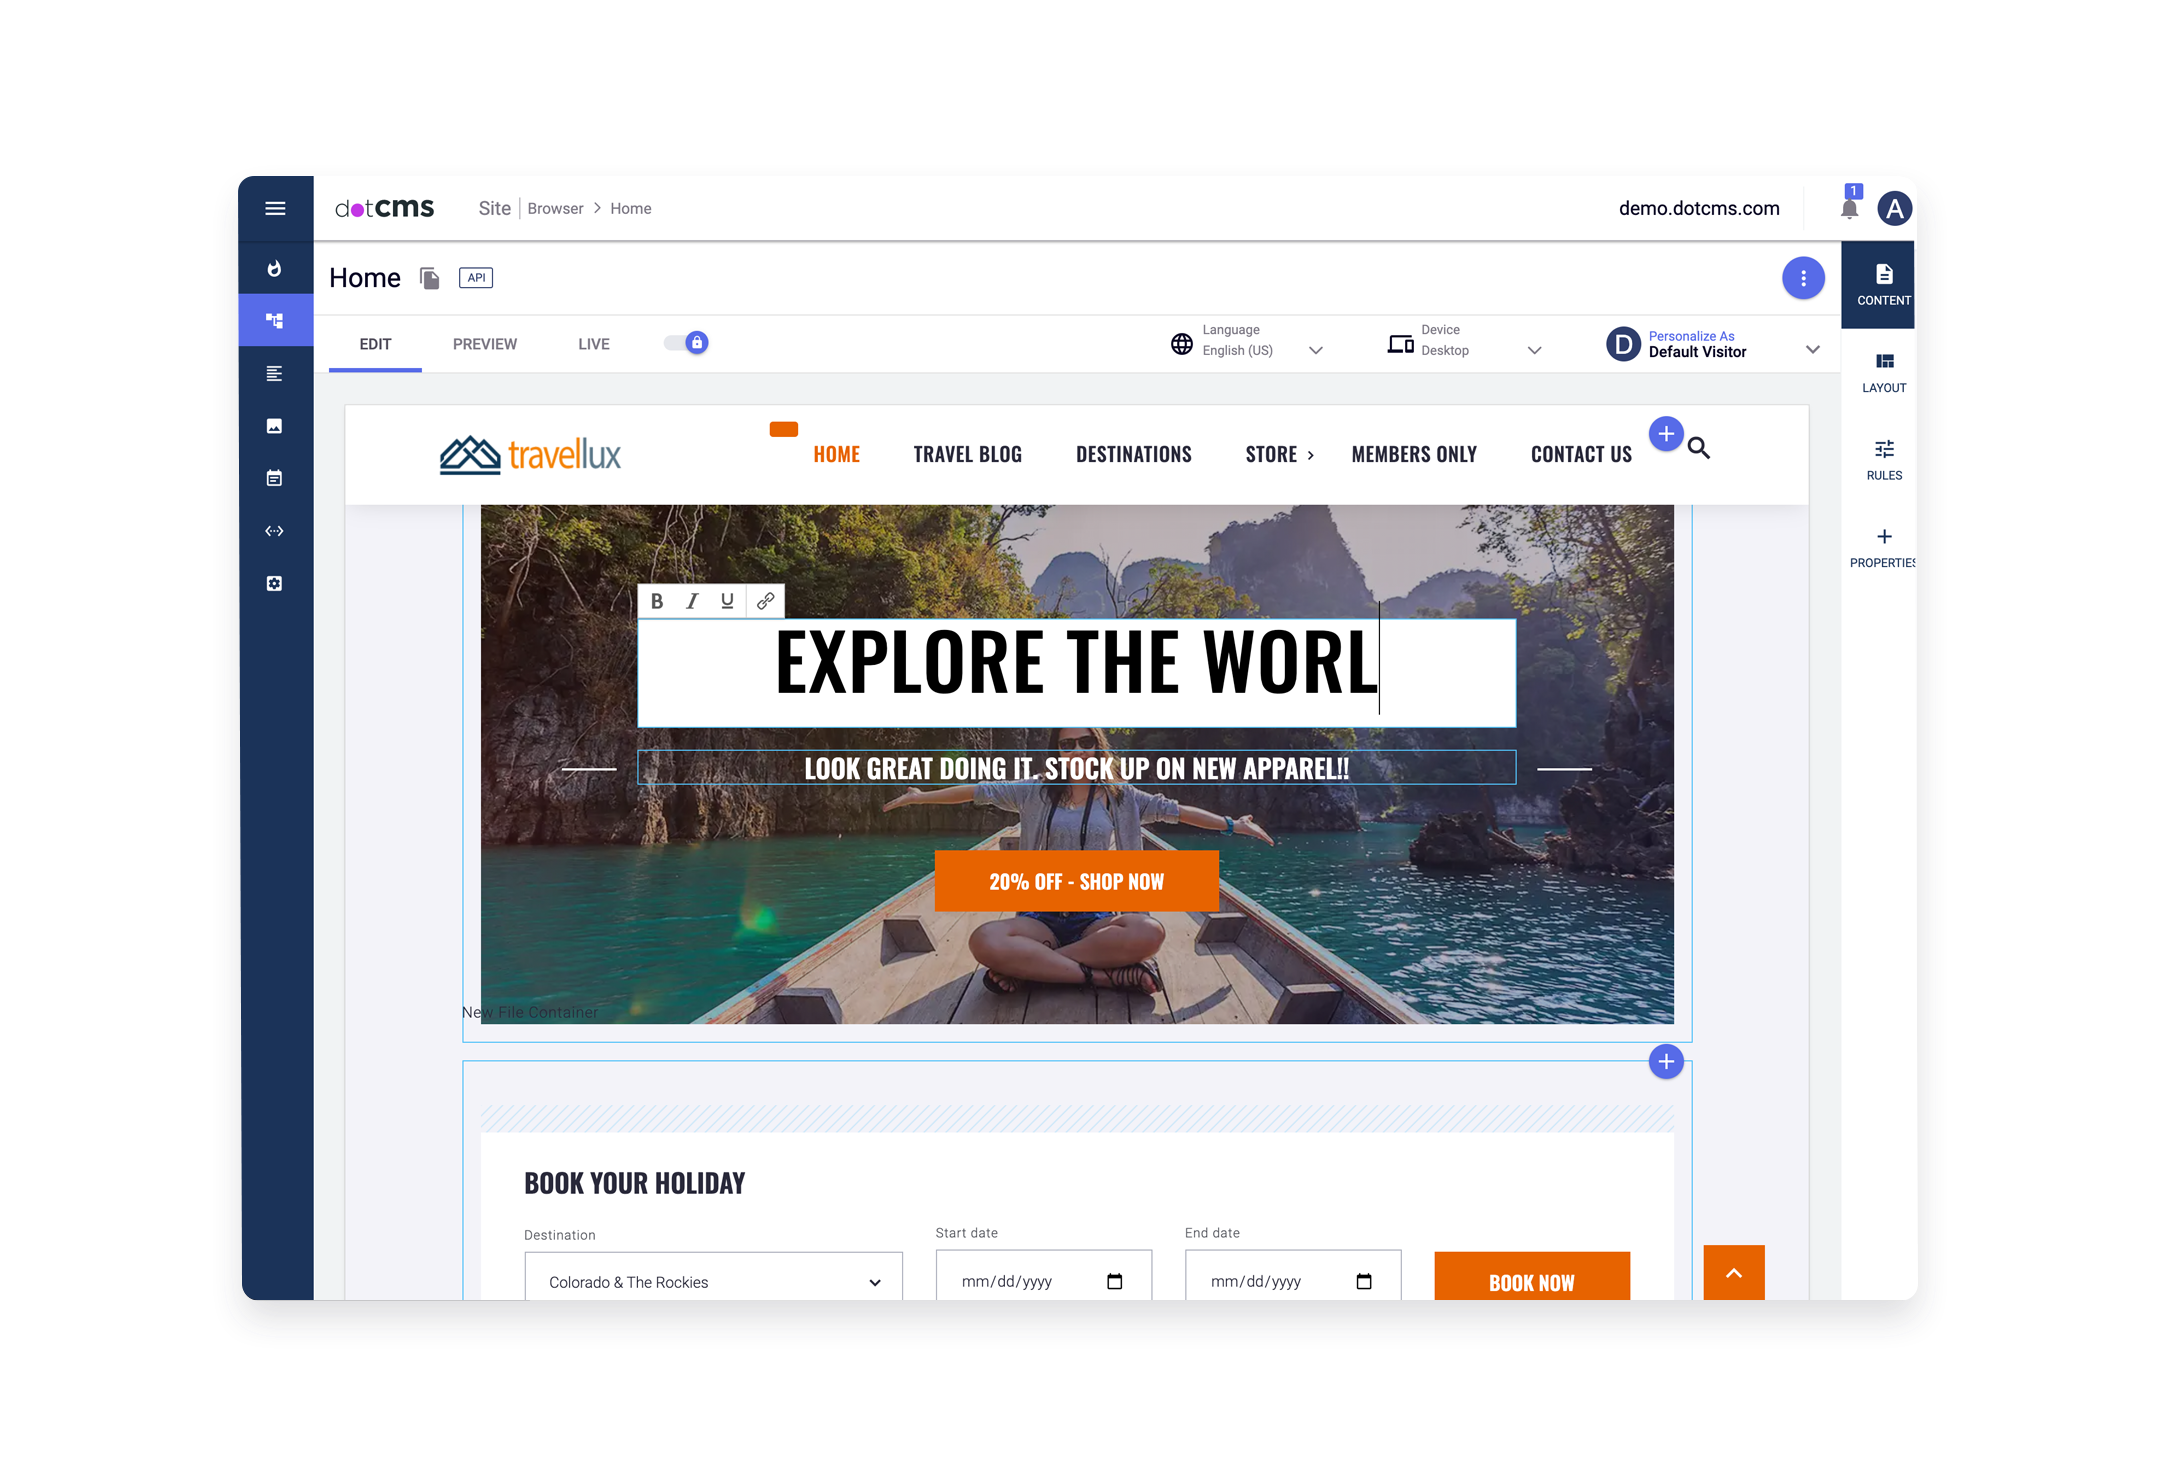 dotcms Site Browser Home demo.dotcms.com 1 A
Home API
CONTENT
EDIT PREVIEW LIVE
Language
English (US)
Device
Desktop
D Personalize As
Default Visitor
LAYOUT
RULES
PROPERTIES
travellux HOME TRAVEL BLOG DESTINATIONS STORE MEMBERS ONLY CONTACT US
B I U
EXPLORE THE WORL
LOOK GREAT DOING IT. STOCK UP ON NEW APPAREL!!
20% OFF - SHOP NOW
New File Container
BOOK YOUR HOLIDAY
Destination Start date End date
Colorado & The Rockies mm/dd/yyyy mm/dd/yyyy BOOK NOW